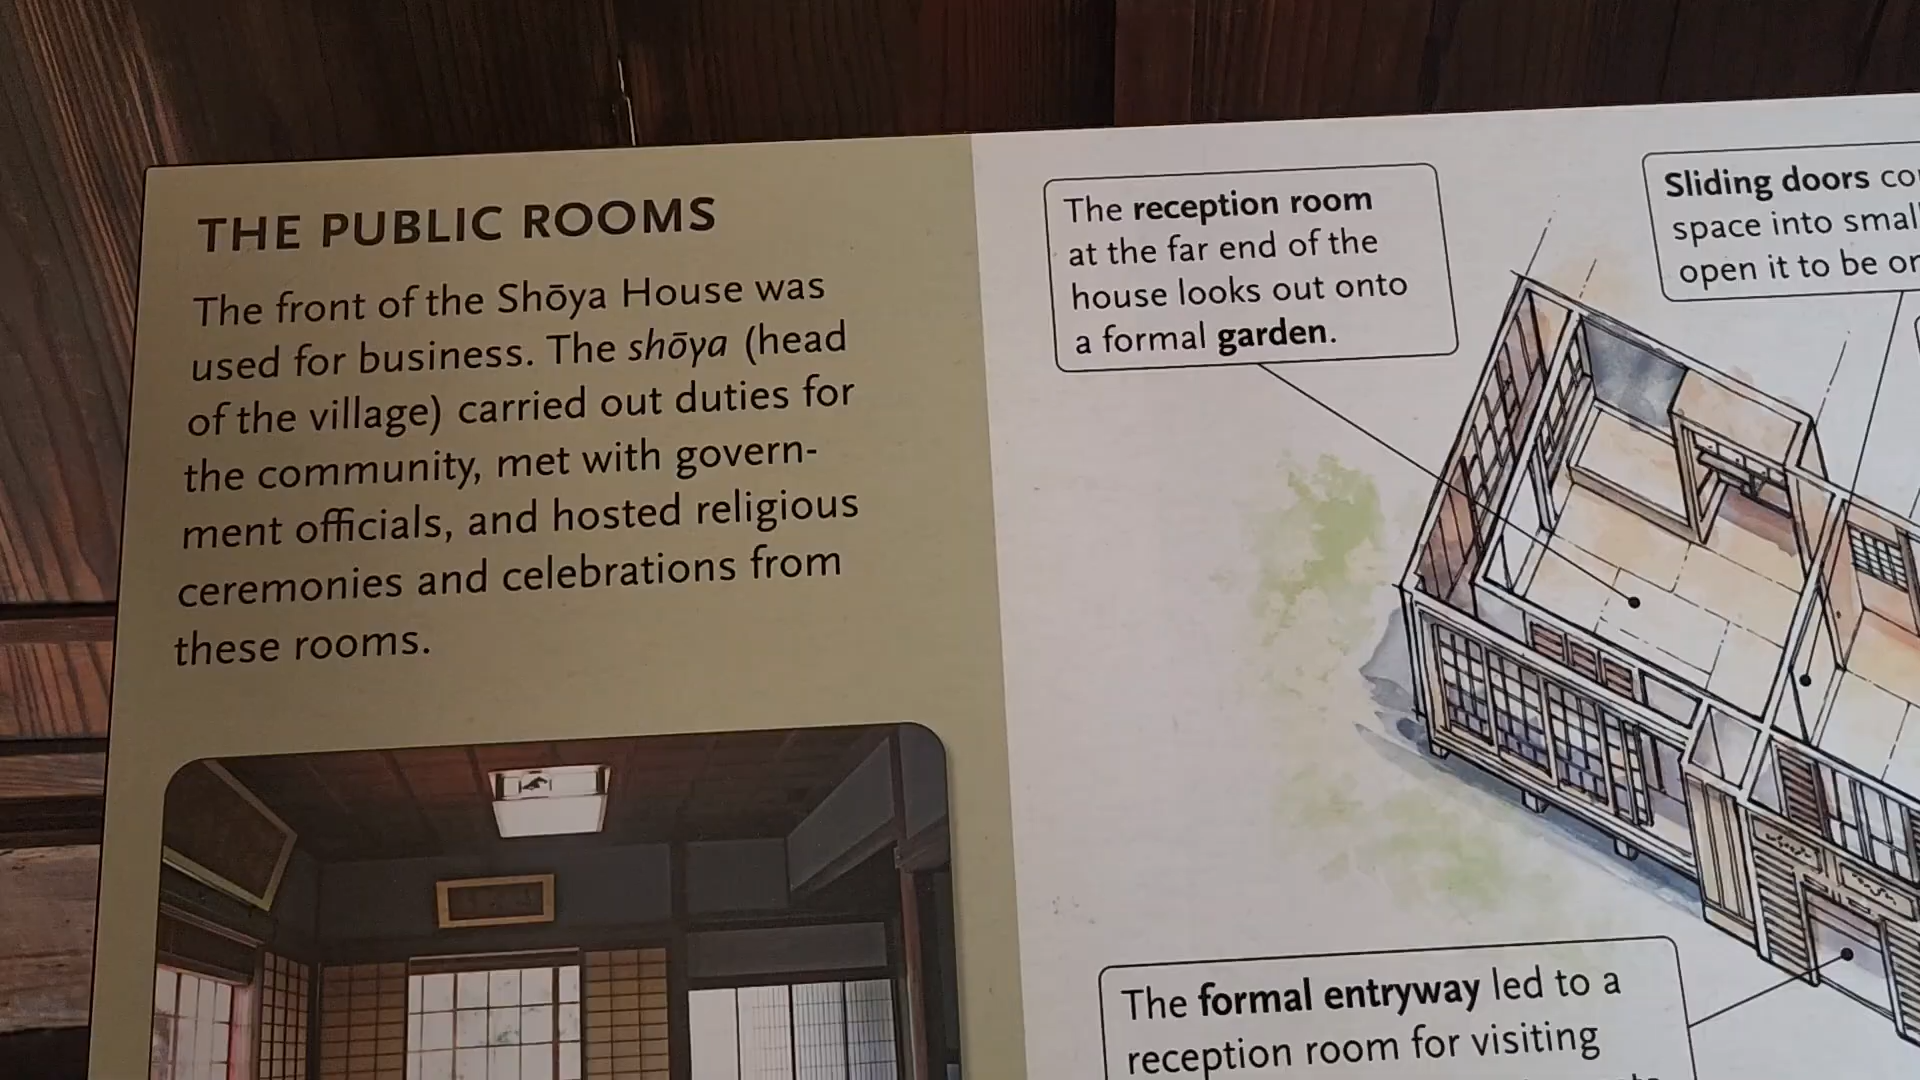 THE PUBLIC ROOMS
The front of the Shōya House was
used for business. The shōya (head
of the village) carried out duties for
the community, met with govern-
ment officials, and hosted religious
ceremonies and celebrations from
these rooms.
The reception room
at the far end of the
house looks out onto
a formal garden.
Sliding doors
space into
open it to be
The formal entryway led to a
reception room for visiting